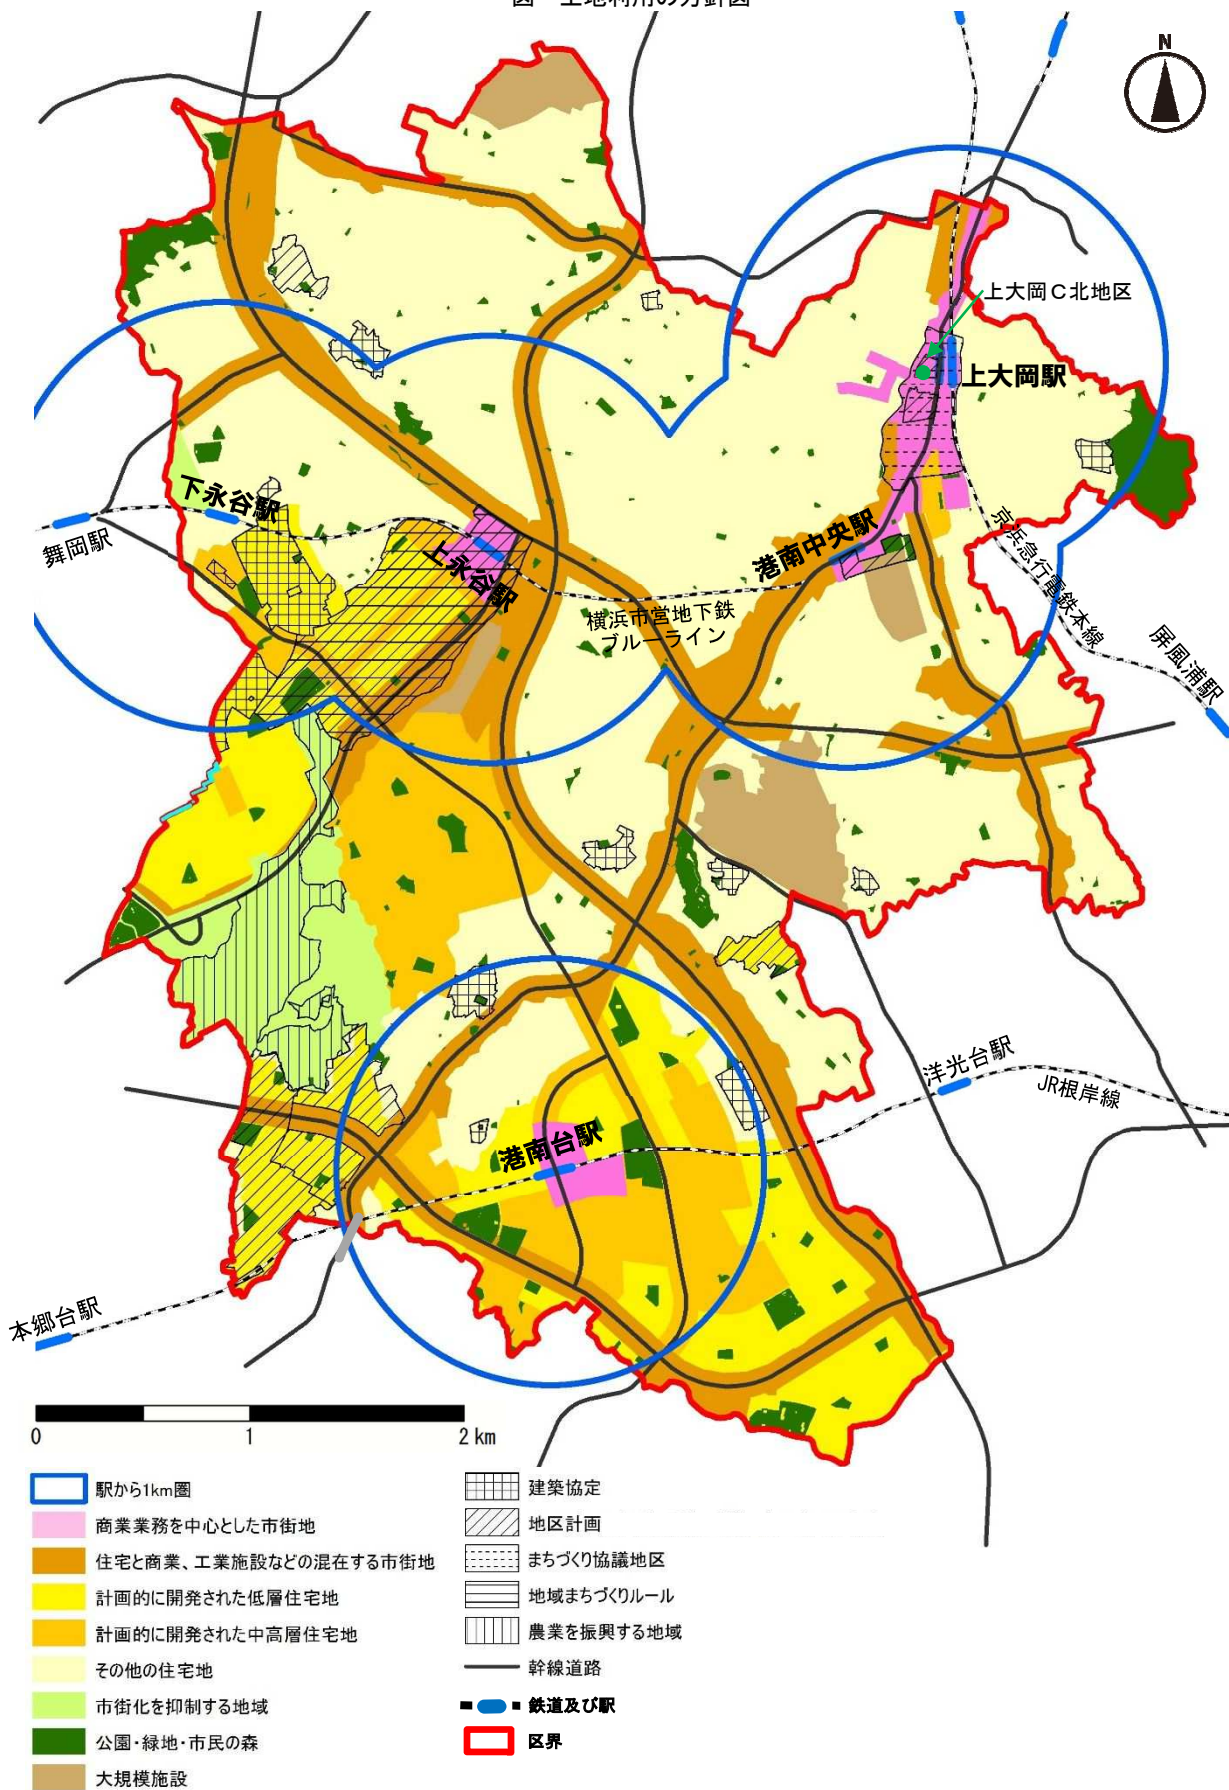 図 土地利用の方針図
N
上大岡C北地区
上大岡駅
下永谷駅
舞岡駅
上永谷駅
港南中央駅
京浜急行電鉄本線
横浜市営地下鉄
ブルーライン
屏風浦駅
洋光台駅
JR根岸線
港南台駅
本郷台駅
0 1 2 km
駅から1km圏
商業業務を中心とした市街地
住宅と商業、工業施設などの混在する市街地
計画的に開発された低層住宅地
計画的に開発された中高層住宅地
その他の住宅地
市街化を抑制する地域
公園・緑地・市民の森
大規模施設
建築協定
地区計画
まちづくり協議地区
地域まちづくりルール
農業を振興する地域
幹線道路
鉄道及び駅
区界